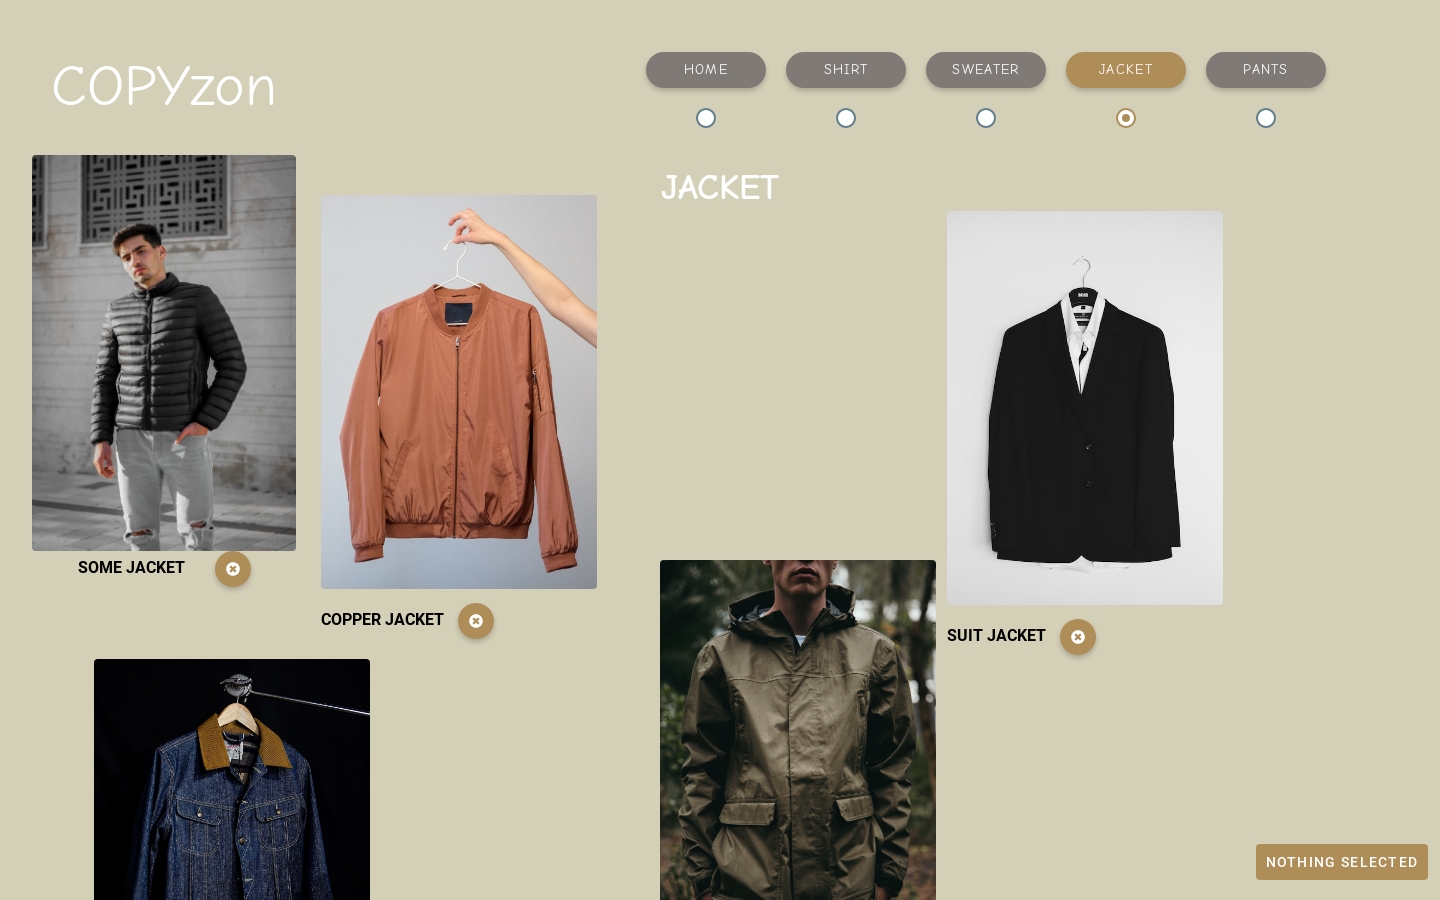 COPYzon
HOME
SHIRT
SWEATER
JACKET
PANTS
JACKET
SOME JACKET
COPPER JACKET
SUIT JACKET
NOTHING SELECTED